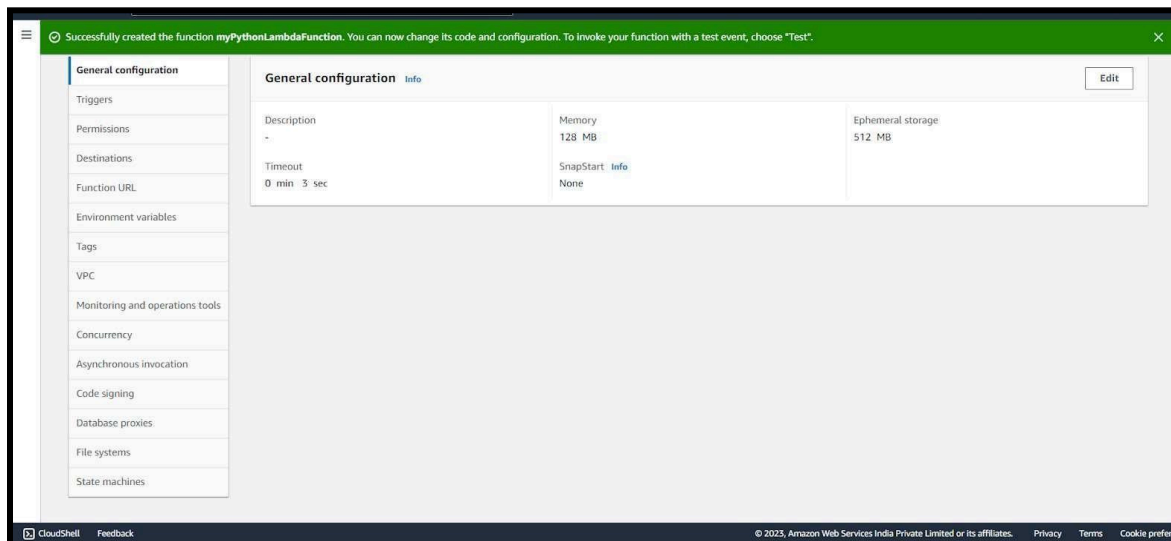 Successfully created the function myPythonLambdaFunction. You can now change its code and configuration. To invoke your function with a test event, choose "Test".
General configuration
Triggers
Permissions
Destinations
Function URL
Environment variables
Tags
VPC
Monitoring and operations tools
Concurrency
Asynchronous invocation
Code signing
Database proxies
File systems
State machines
General configuration Info
Edit
Description
-
Memory
128 MB
Ephemeral storage
512 MB
Timeout
0 min 3 sec
SnapStart Info
None
CloudShell Feedback © 2023, Amazon Web Services India Private Limited or its affiliates. Privacy Terms Cookie prefer